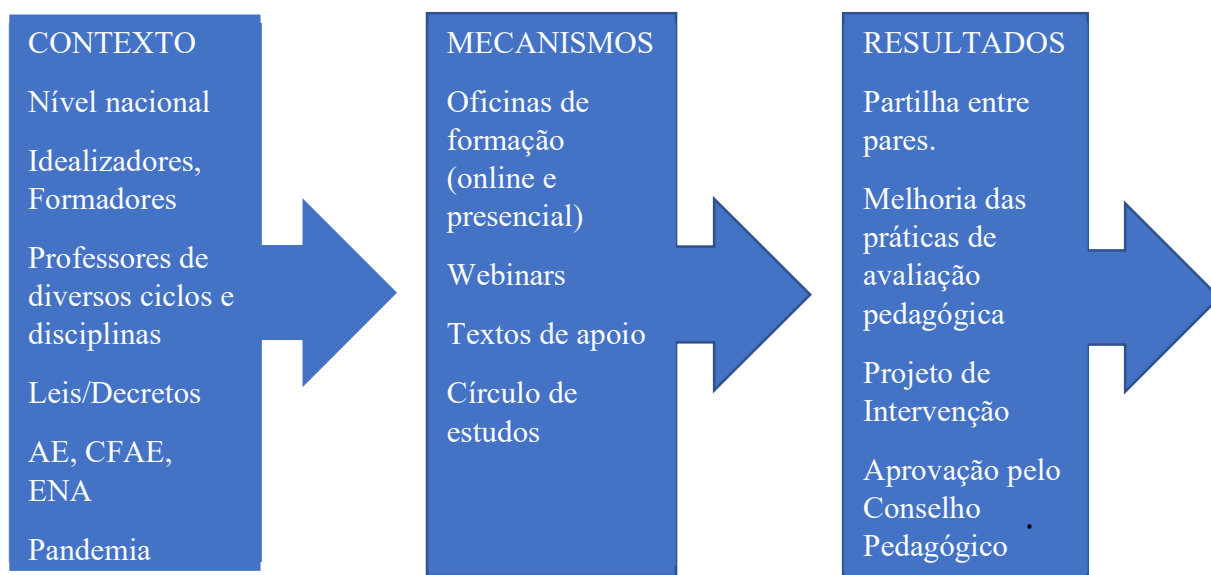 CONTEXTO
Nível nacional
Idealizadores,
Formadores
Professores de
diversos ciclos e
disciplinas
Leis/Decretos
AE, CFAE,
ENA
Pandemia
MECANISMOS
Oficinas de
formação
(online e
presencial)
Webinars
Textos de apoio
Círculo de
estudos
RESULTADOS
Partilha entre
pares.
Melhoria das
práticas de
avaliação
pedagógica
Projeto de
Intervenção
Aprovação pelo
Conselho
Pedagógico
.